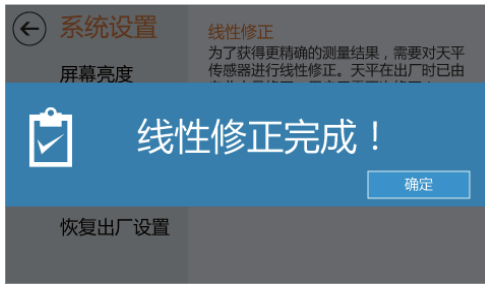 系统设置
线性修正
为了获得更精确的测量结果，需要对天平
传感器进行线性修正。天平在出厂时已由
屏幕亮度
线性修正完成！
确定
恢复出厂设置